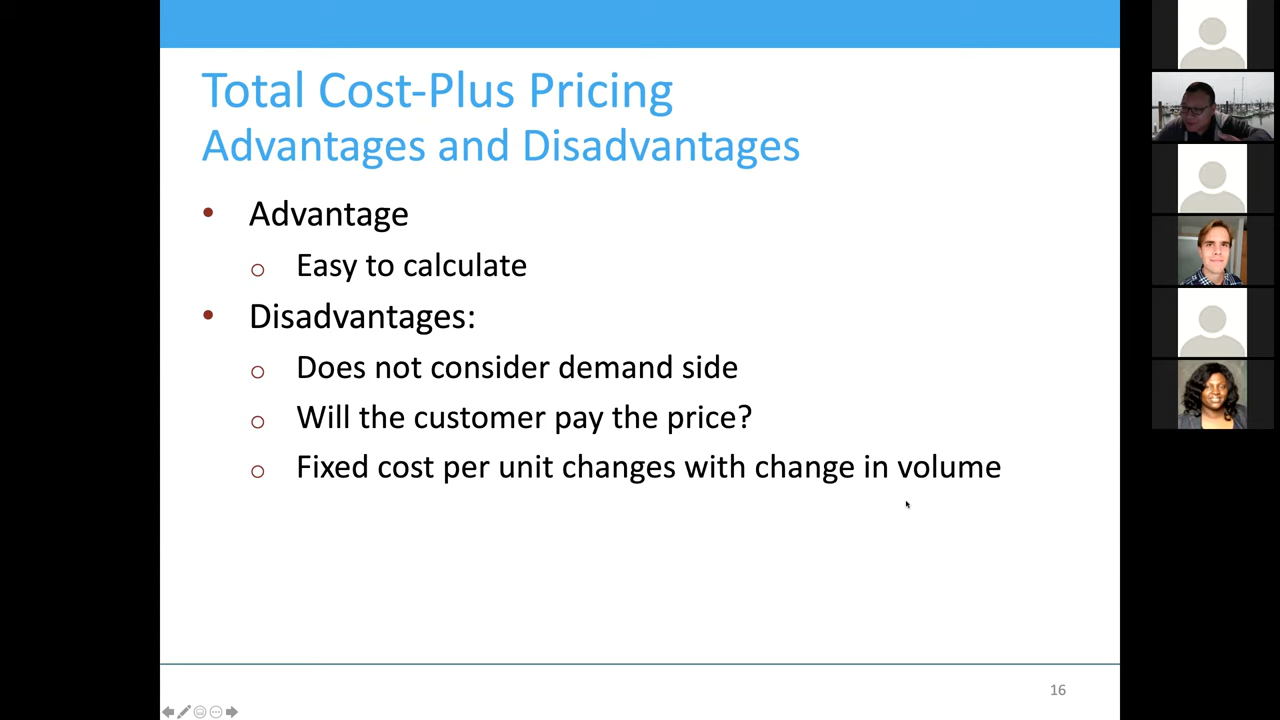 Total Cost-Plus Pricing
Advantages and Disadvantages
• Advantage
o Easy to calculate
• Disadvantages:
o Does not consider demand side
o Will the customer pay the price?
o Fixed cost per unit changes with change in volume
16